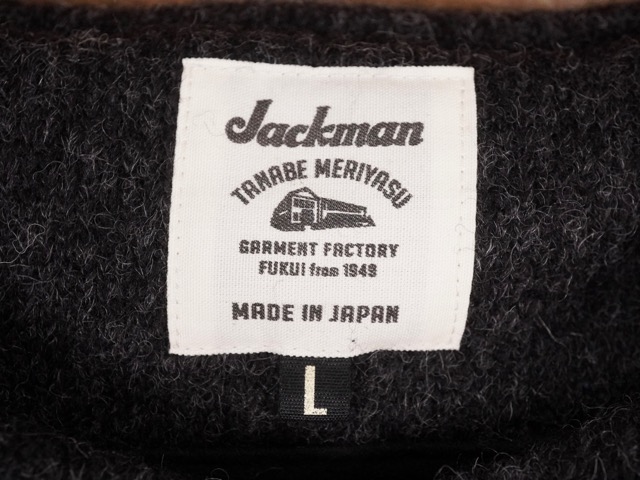 Jackman
TANABE MERIYASU
GARMENT FACTORY
FUKUI from 1949
MADE IN JAPAN
L